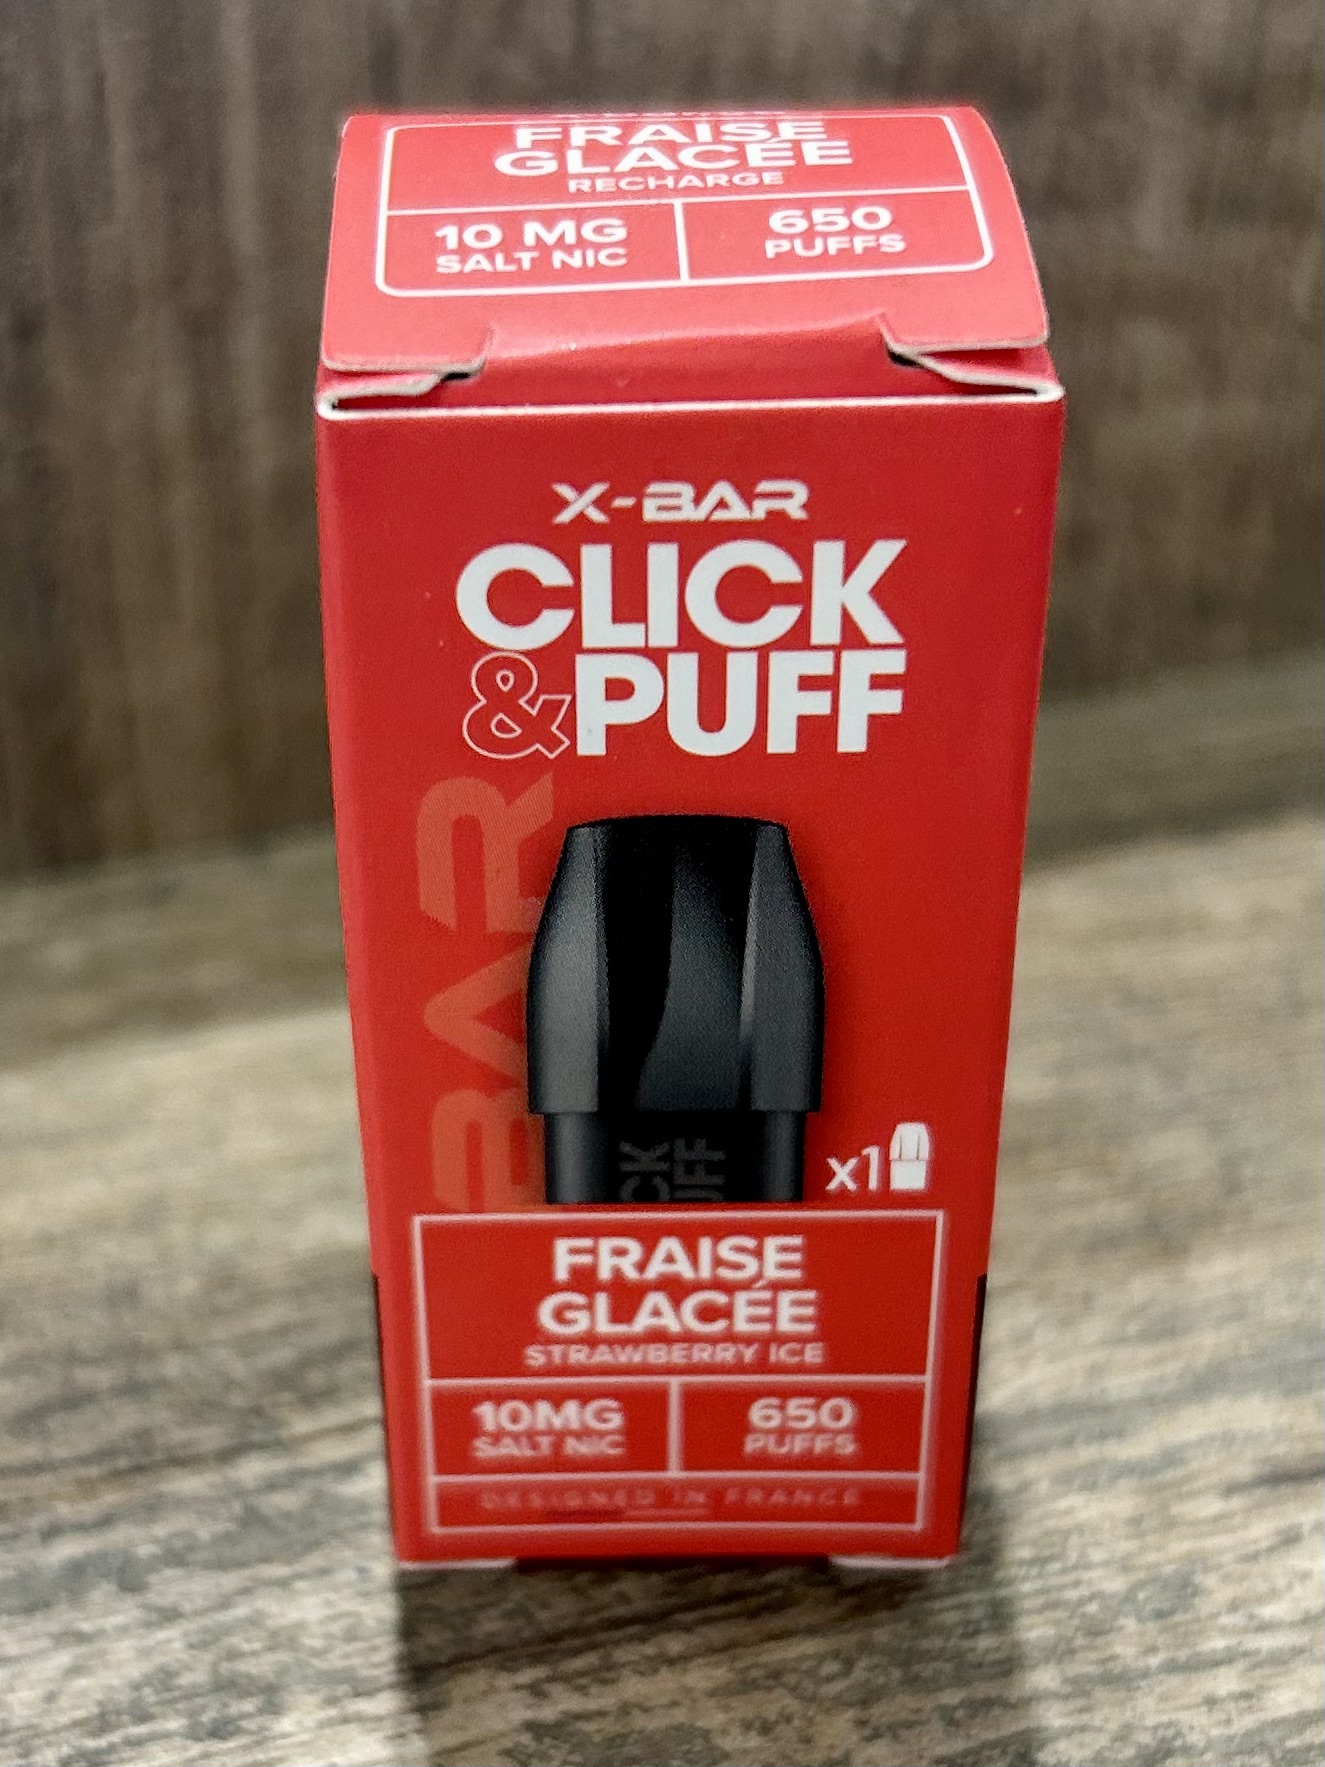 FRAISE
GLACÉE
RECHARGE
10 MG
SALT NIC
650
PUFFS
X-BAR
CLICK
&PUFF
BAR
CK
UFF
x1
FRAISE
GLACÉE
STRAWBERRY ICE
10MG
SALT NIC
650
PUFFS
DESIGNED IN FRANCE